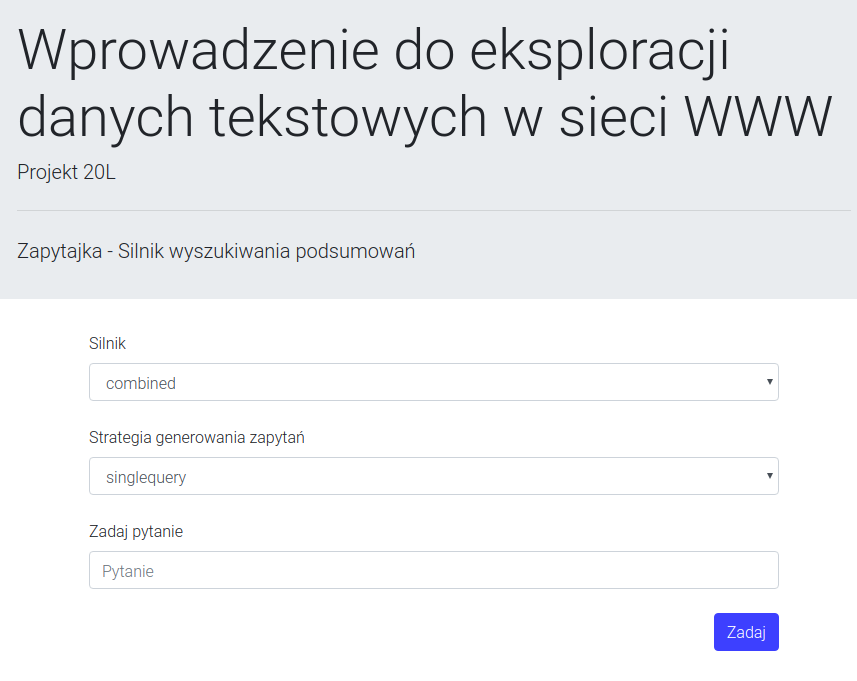 Wprowadzenie do eksploracji
danych tekstowych w sieci WWW
Projekt 20L
Zapytajka - Silnik wyszukiwania podsumowań
Silnik
combined
Strategia generowania zapytań
singlequery
Zadaj pytanie
Pytanie
Zadaj